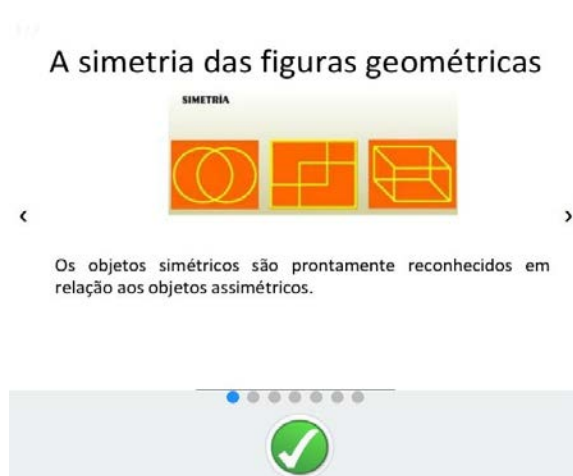 A simetria das figuras geométricas
SIMETRÍA
Os objetos simétricos são prontamente reconhecidos em
relação aos objetos assimétricos.